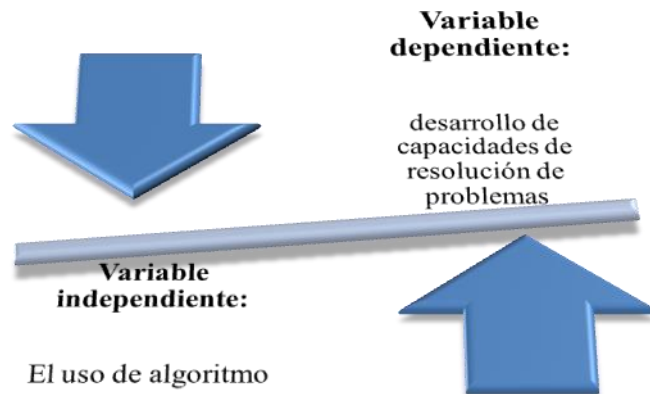 Variable
dependiente:
desarrollo de
capacidades de
resolución de
problemas
Variable
independiente:
El uso de algoritmo